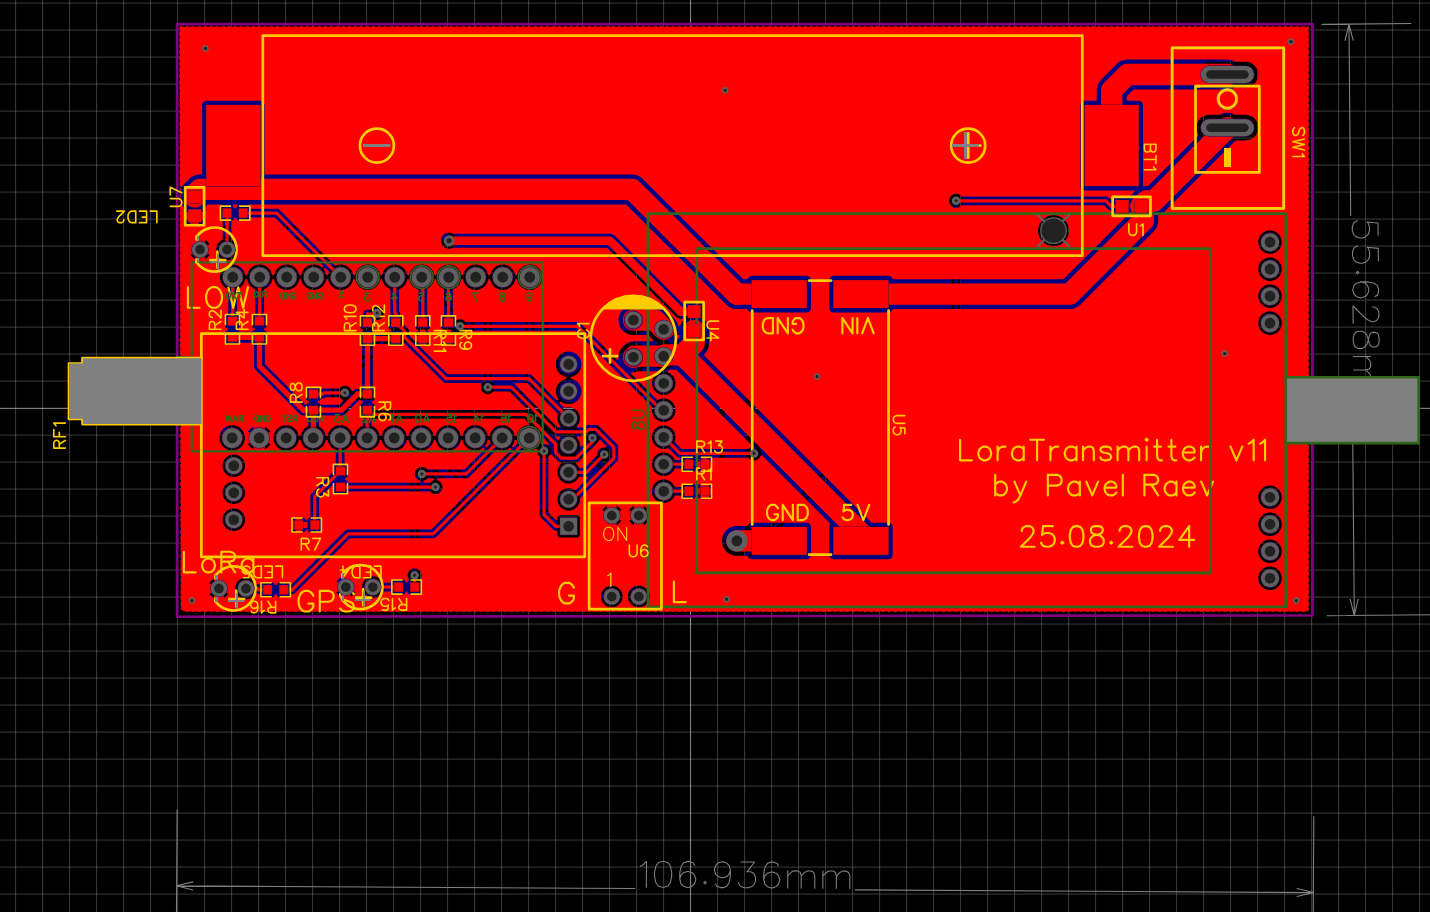 SW1
BT1
U7
LED2
U1
LOW
R2
R4
R10
R12
R11
R9
C1
U4
GND
VIN
55.628m
RF1
R8
R6
U5
R13
R1
LoraTransmitter v11
by Pavel Raev
25.08.2024
R3
R7
GND
5V
ON
U6
1
G
L
LoRa
LED5
R16
GPS
LED4
R15
106.936mm